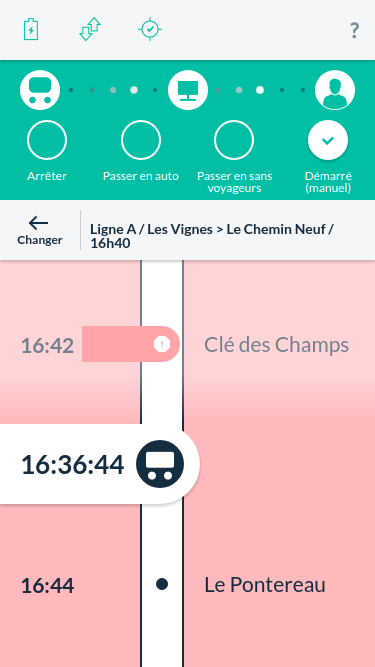 ?
Arrêter
Passer en auto
Passer en sans
voyageurs
Démarré
(manuel)
Changer
Ligne A / Les Vignes > Le Chemin Neuf /
16h40
16:42
!
Clé des Champs
16:36:44
16:44
Le Pontereau